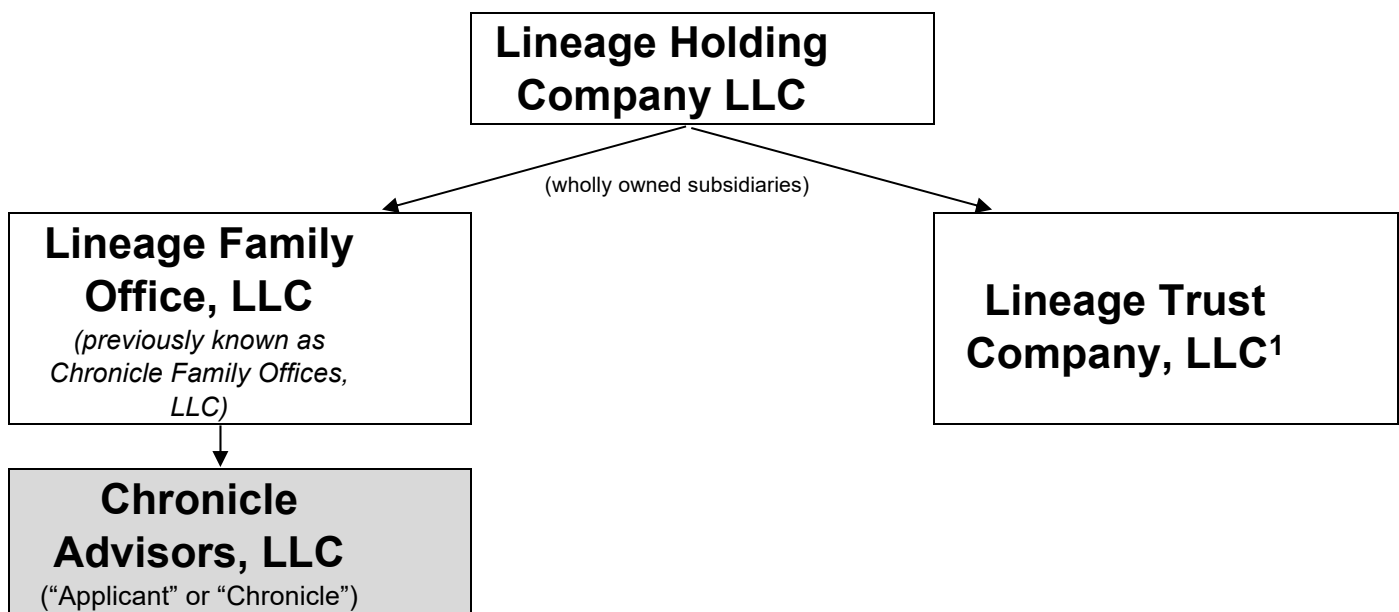 Lineage Holding
Company LLC
(wholly owned subsidiaries)
Lineage Family
Office, LLC
(previously known as
Chronicle Family Offices,
LLC)
Lineage Trust
Company, LLC¹
Chronicle
Advisors, LLC
(“Applicant” or “Chronicle”)